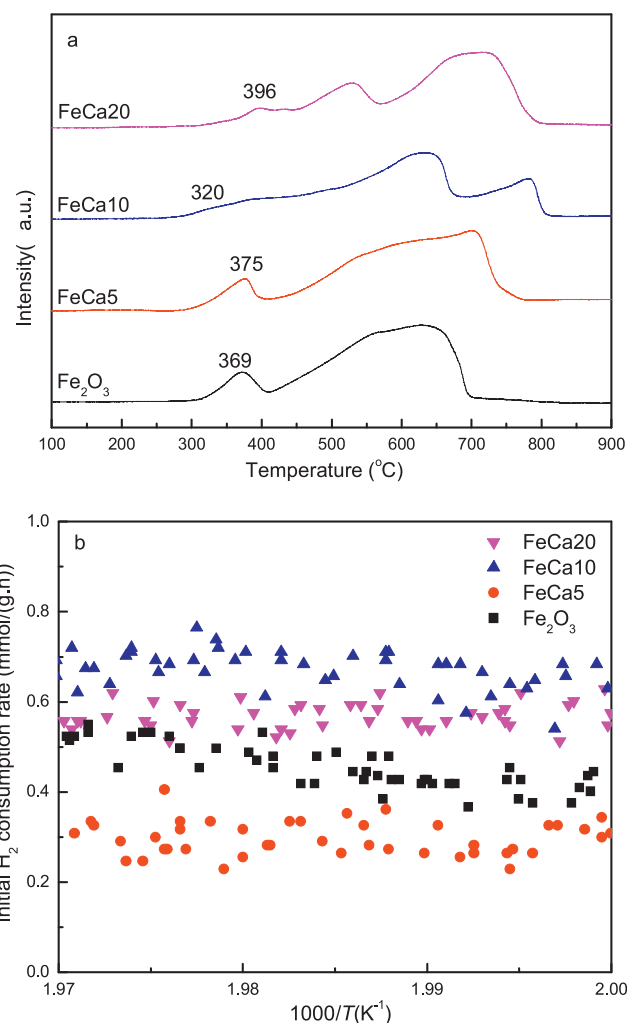 a
396
FeCa20
320
FeCa10
375
FeCa5
369
Fe₂O₃
Intensity( a.u.)
100 200 300 400 500 600 700 800 900
Temperature (°C)
b
FeCa20
FeCa10
FeCa5
Fe₂O₃
1.0
0.8
0.6
0.4
0.2
0.0
Initial H₂ consumption rate (mmol/(g.h))
1.97 1.98 1.99 2.00
1000/T(K⁻¹)